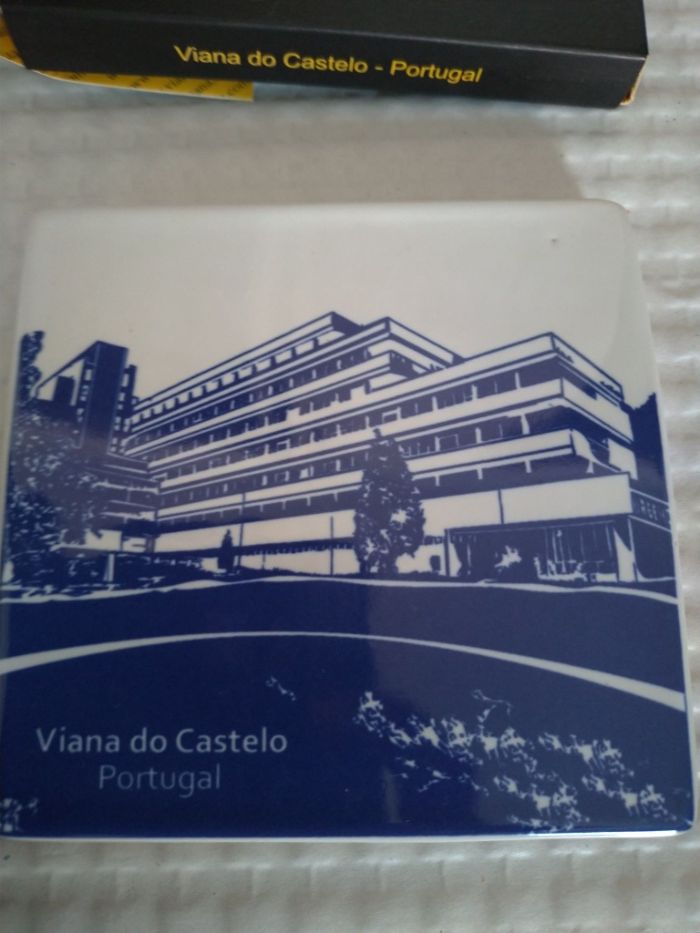 Viana do Castelo - Portugal
Viana do Castelo
Portugal